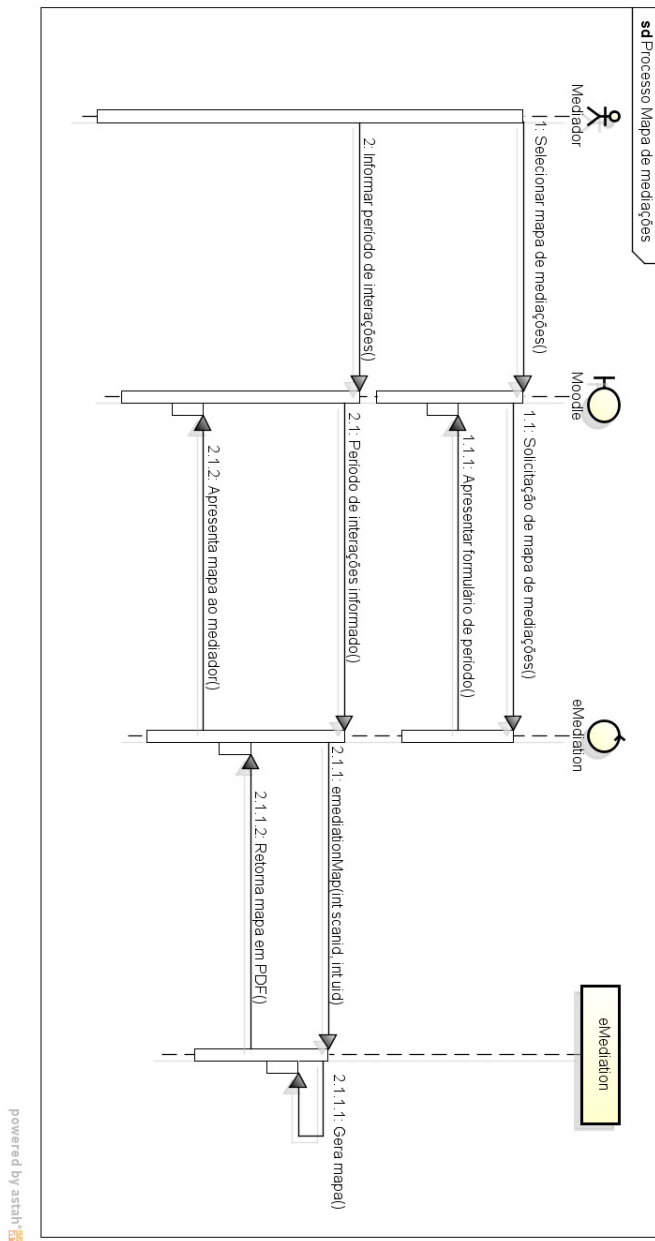 sd Processo Mapa de mediações
Mediador
Moodle
eMediation
eMediation
1: Selecionar mapa de mediações()
1.1: Solicitação de mapa de mediações()
1.1.1: Apresentar formulário de período()
2: Informar período de interações()
2.1: Período de interações informado()
2.1.1: emediationMap(int scanid, int uid)
2.1.1.1: Gera mapa()
2.1.1.2: Retorna mapa em PDF()
2.1.2: Apresenta mapa ao mediador()
powered by astah*